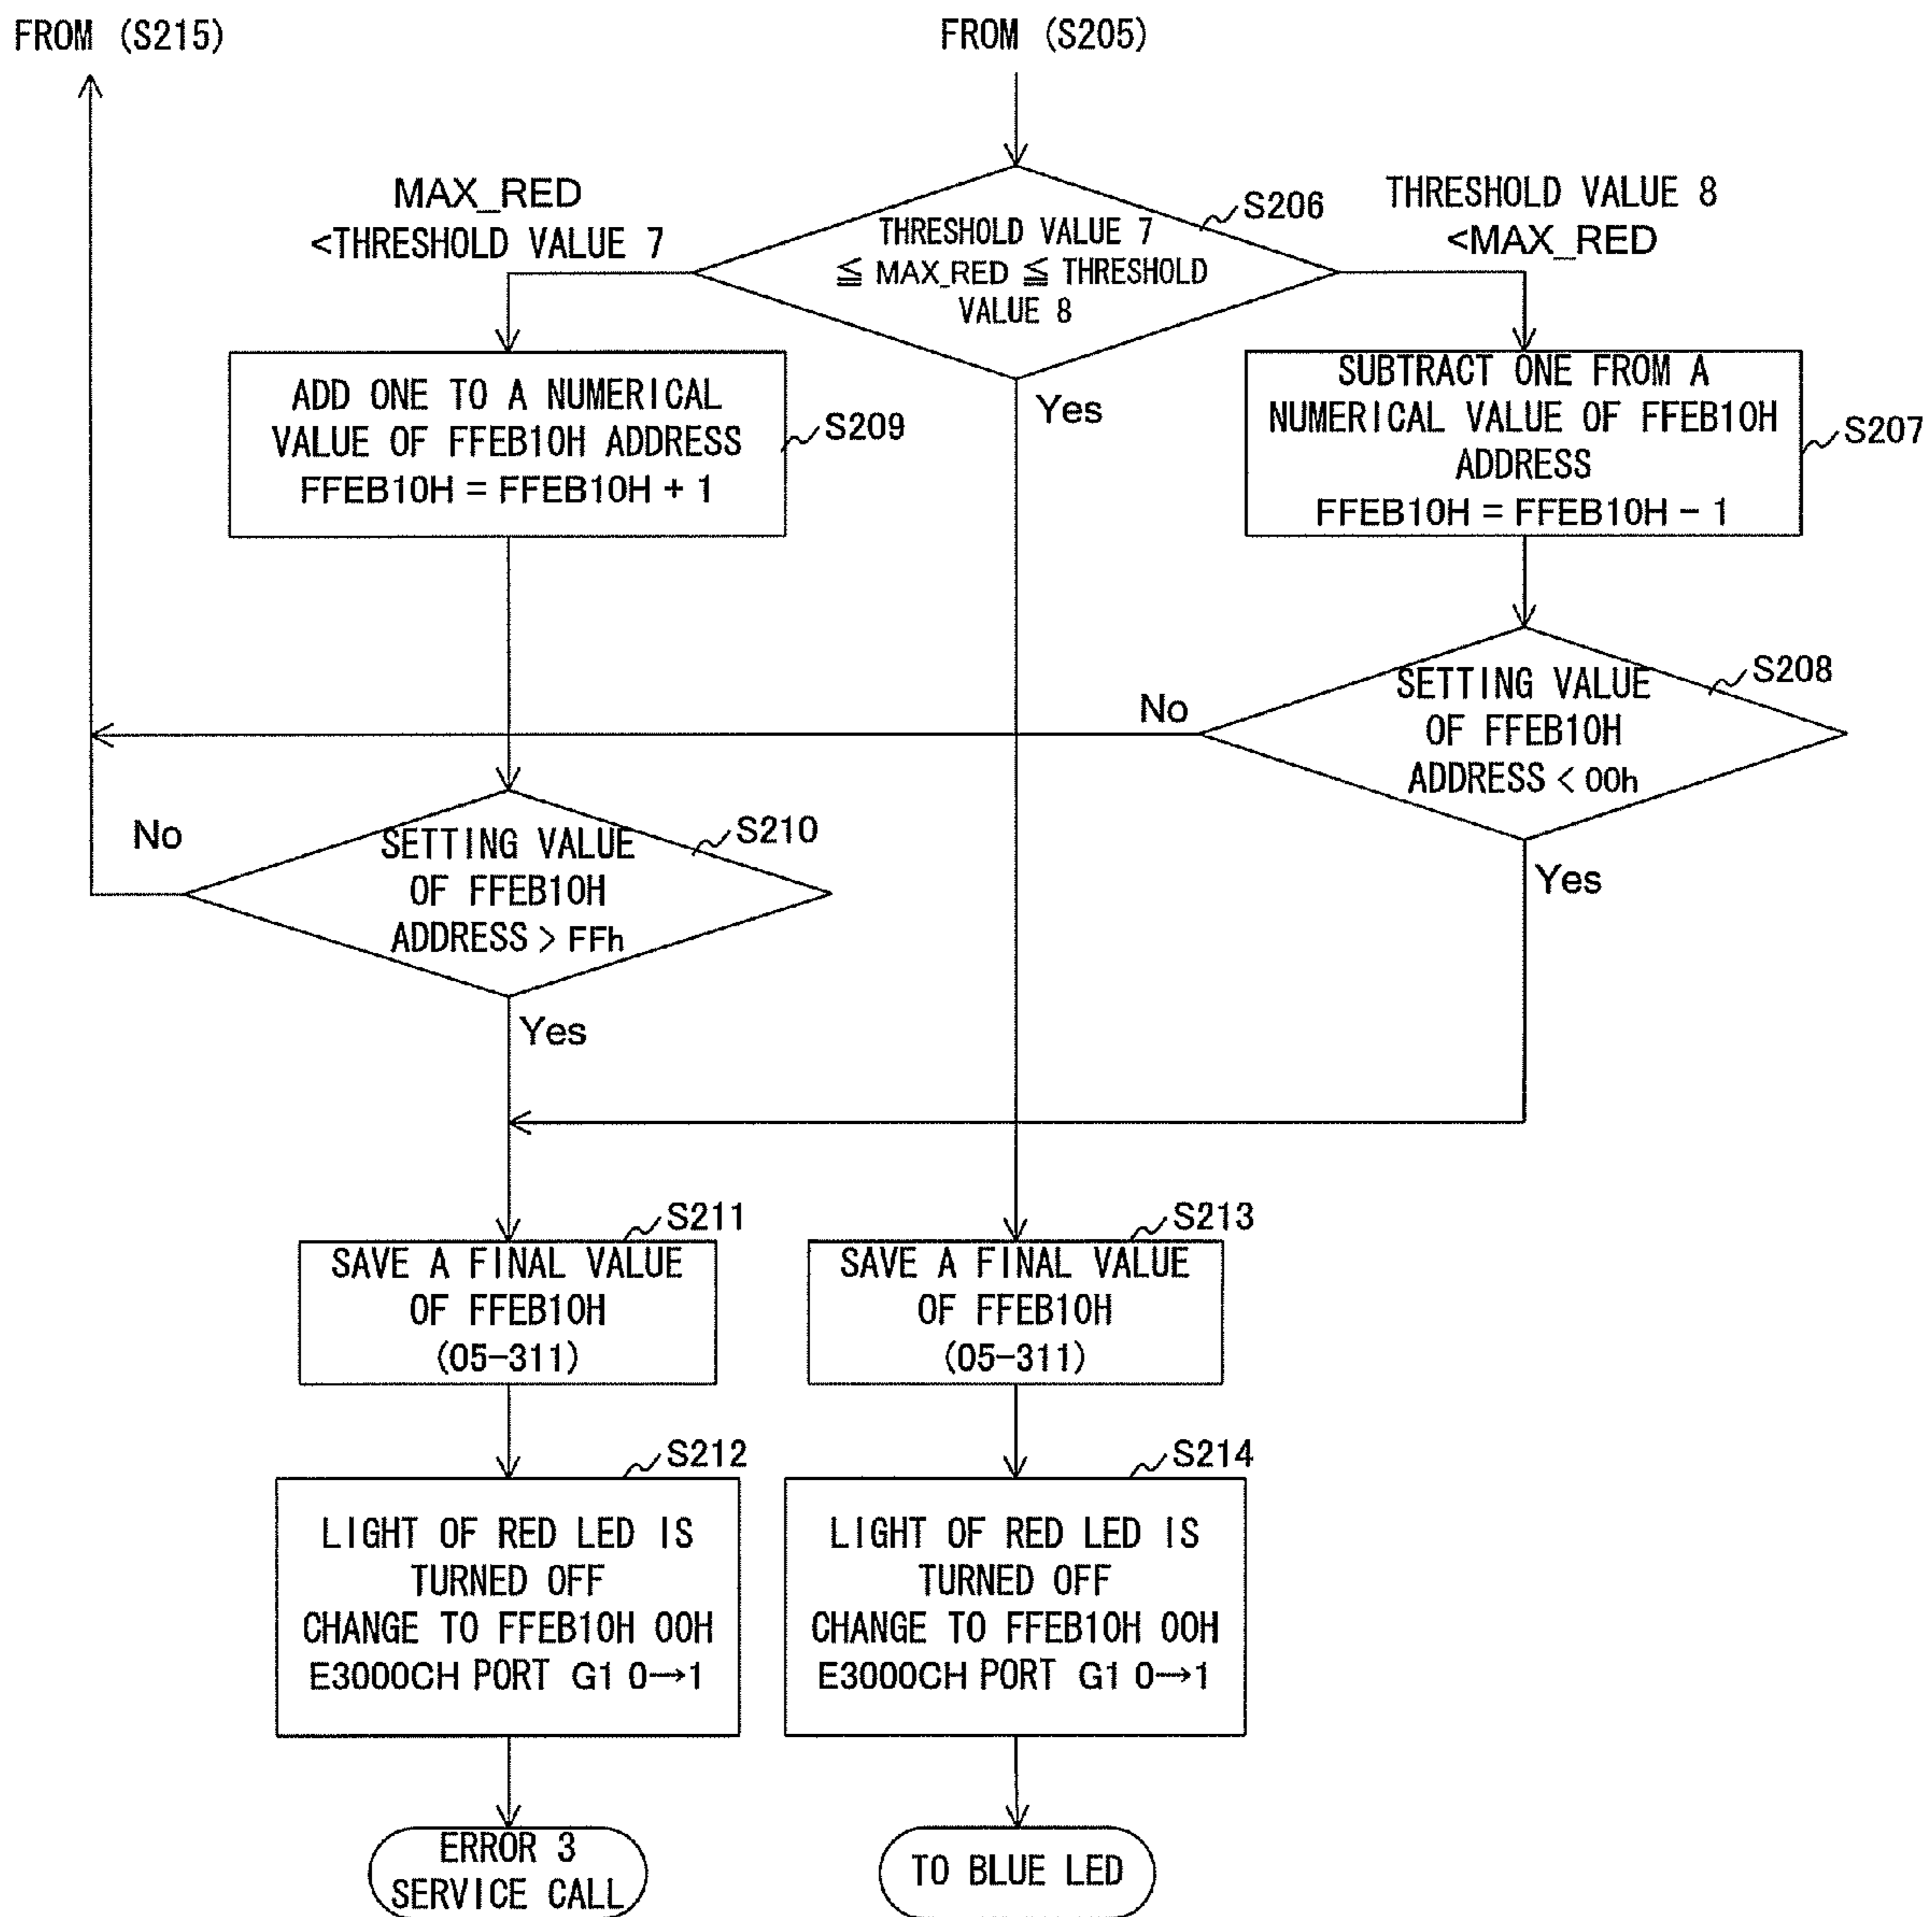 FROM (S215)
FROM (S205)
MAX_RED
<THRESHOLD VALUE 7
THRESHOLD VALUE 7
≦ MAX_RED ≦ THRESHOLD
VALUE 8
S206
THRESHOLD VALUE 8
<MAX_RED
ADD ONE TO A NUMERICAL
VALUE OF FFEB10H ADDRESS
FFEB10H = FFEB10H + 1
S209
Yes
SUBTRACT ONE FROM A
NUMERICAL VALUE OF FFEB10H
ADDRESS
FFEB10H = FFEB10H - 1
S207
No
SETTING VALUE
OF FFEB10H
ADDRESS < 00h
S208
Yes
No
SETTING VALUE
OF FFEB10H
ADDRESS > FFh
S210
Yes
S211
SAVE A FINAL VALUE
OF FFEB10H
(05-311)
S213
SAVE A FINAL VALUE
OF FFEB10H
(05-311)
S212
LIGHT OF RED LED IS
TURNED OFF
CHANGE TO FFEB10H 00H
E3000CH PORT G1 0→1
S214
LIGHT OF RED LED IS
TURNED OFF
CHANGE TO FFEB10H 00H
E3000CH PORT G1 0→1
ERROR 3
SERVICE CALL
TO BLUE LED